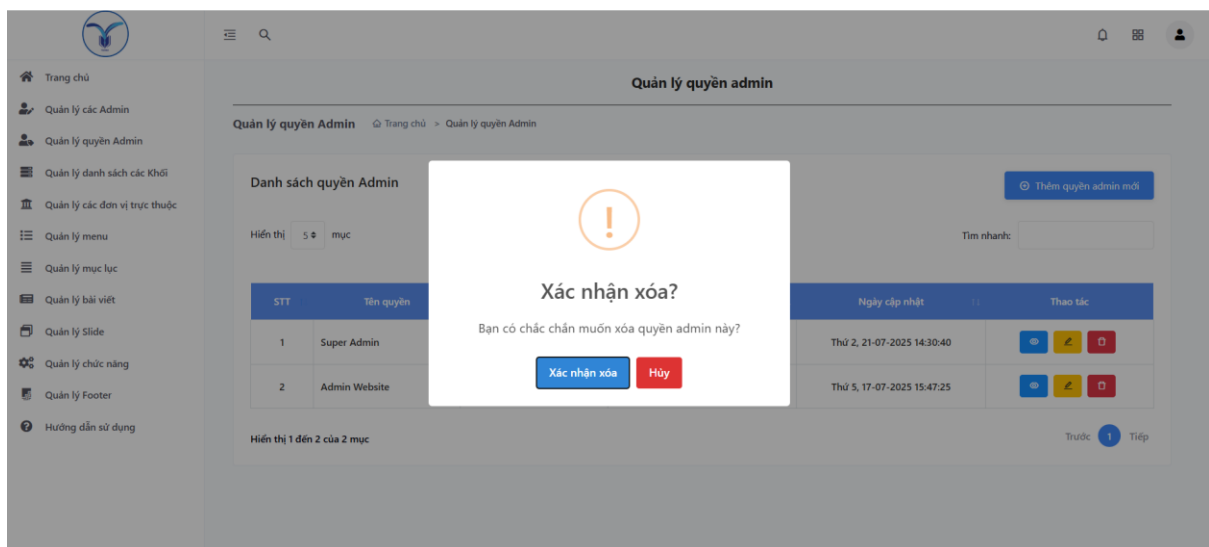 Quản lý quyền admin
Trang chủ
Quản lý các Admin
Quản lý quyền Admin
Quản lý danh sách các Khối
Quản lý các đơn vị trực thuộc
Quản lý menu
Quản lý mục lục
Quản lý bài viết
Quản lý Slide
Quản lý chức năng
Quản lý Footer
Hướng dẫn sử dụng
Quản lý quyền Admin Trang chủ > Quản lý quyền Admin
Danh sách quyền Admin
Thêm quyền admin mới
Hiển thị 5 mục
Tìm nhanh:
STT Tên quyền Ngày cập nhật Thao tác
1 Super Admin Thứ 2, 21-07-2025 14:30:40
2 Admin Website Thứ 5, 17-07-2025 15:47:25
Hiển thị 1 đến 2 của 2 mục
Trước 1 Tiếp
!
Xác nhận xóa?
Bạn có chắc chắn muốn xóa quyền admin này?
Xác nhận xóa Hủy